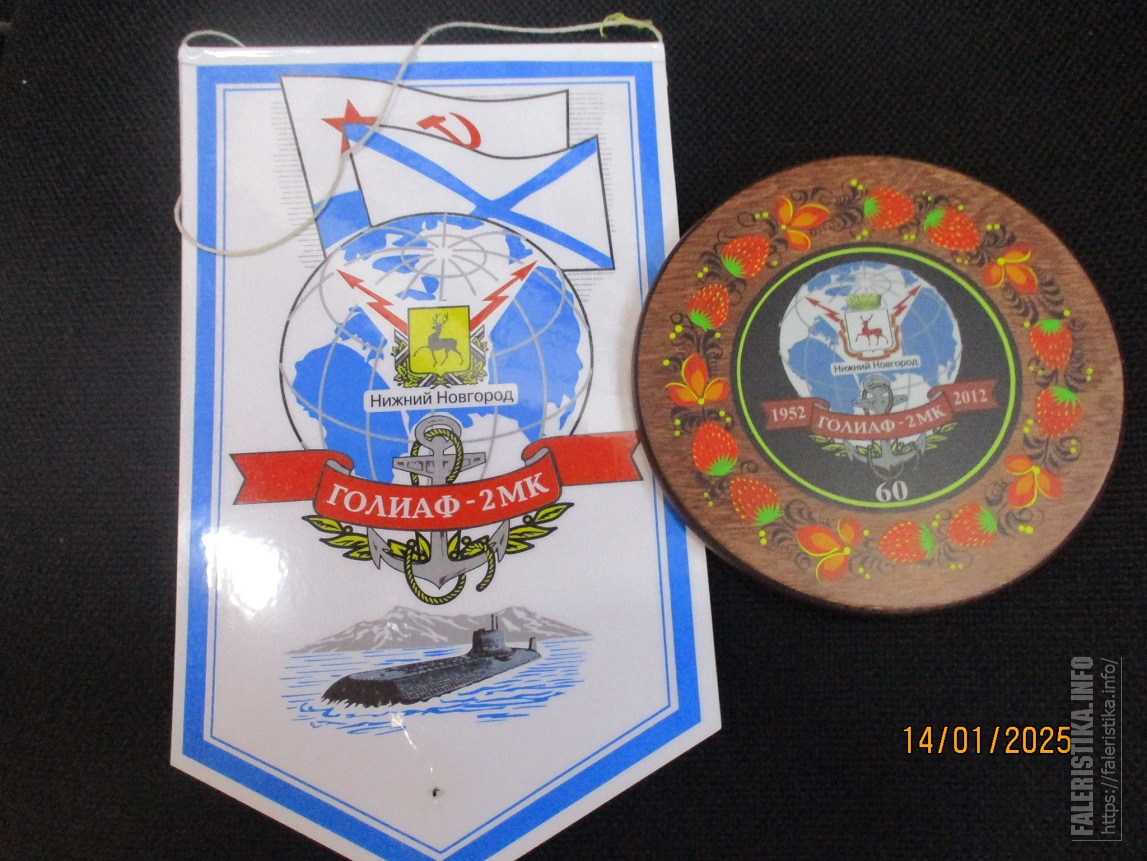 Нижний Новгород
ГОЛИАФ-2МК
Нижний Новгород
1952
2012
ГОЛИАФ-2МК
60
14/01/2025
FALERISTIKA.INFO
https://faleristika.info/